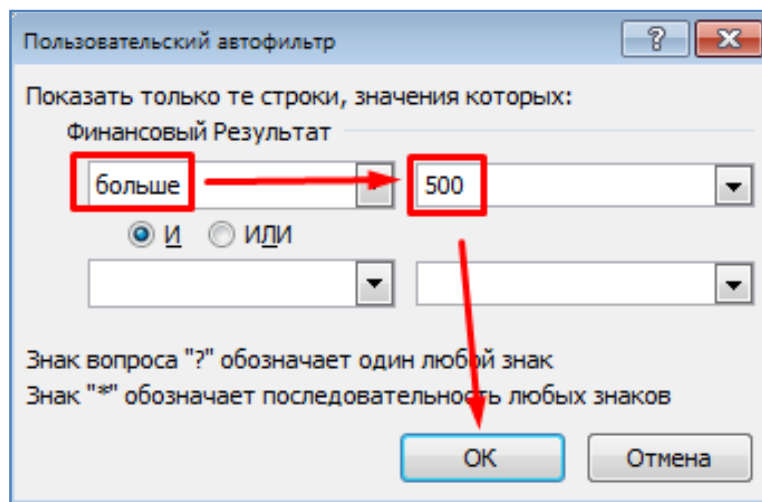 Пользовательский автофильтр
Показать только те строки, значения которых:
Финансовый Результат
больше 500
И ИЛИ
Знак вопроса "?" обозначает один любой знак
Знак "*" обозначает последовательность любых знаков
ОК Отмена